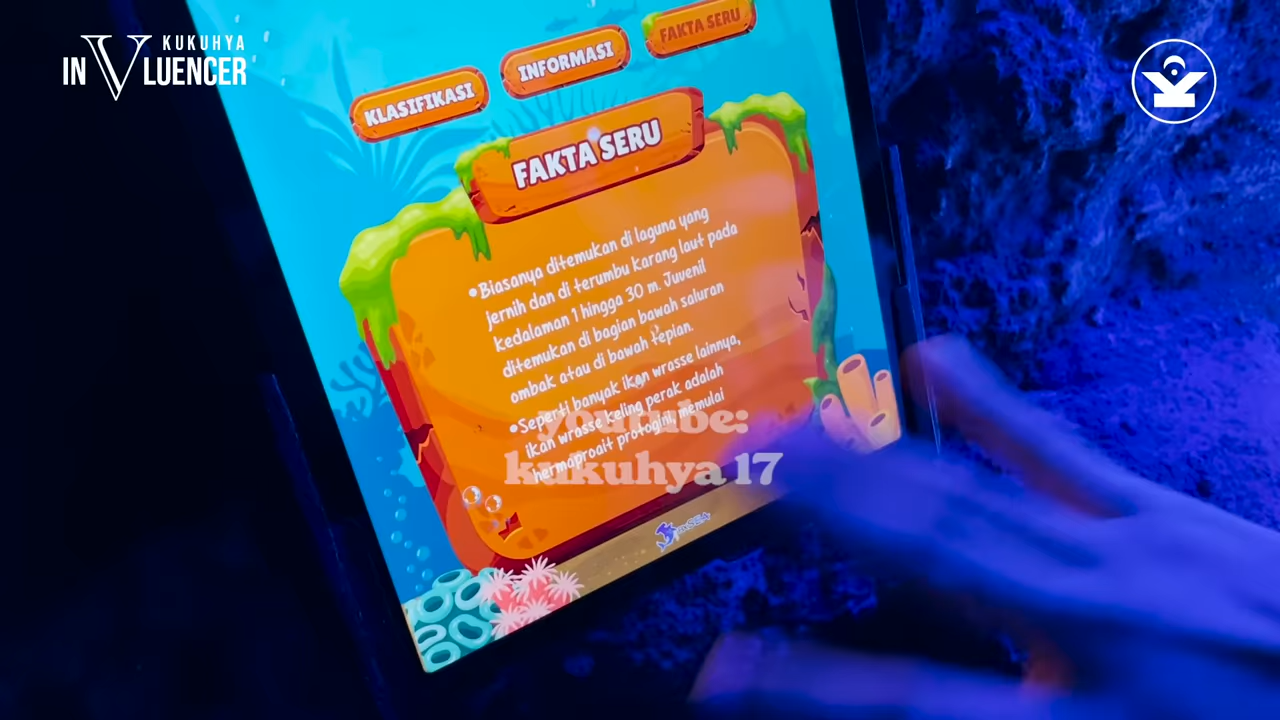 KUKUHYA
INVLUENCER
KLASIFIKASI
INFORMASI
FAKTA SERU
FAKTA SERU
•Biasanya ditemukan di laguna yang
jernih dan di terumbu karang laut pada
kedalaman 1 hingga 30 m. Juvenil
ditemukan di bagian bawah saluran
ombak atau di bawah tepian.
•Seperti banyak ikan wrasse lainnya,
ikan wrasse keling perak adalah
hermaproait protogini, memulai
youtube:
kukuhya 17